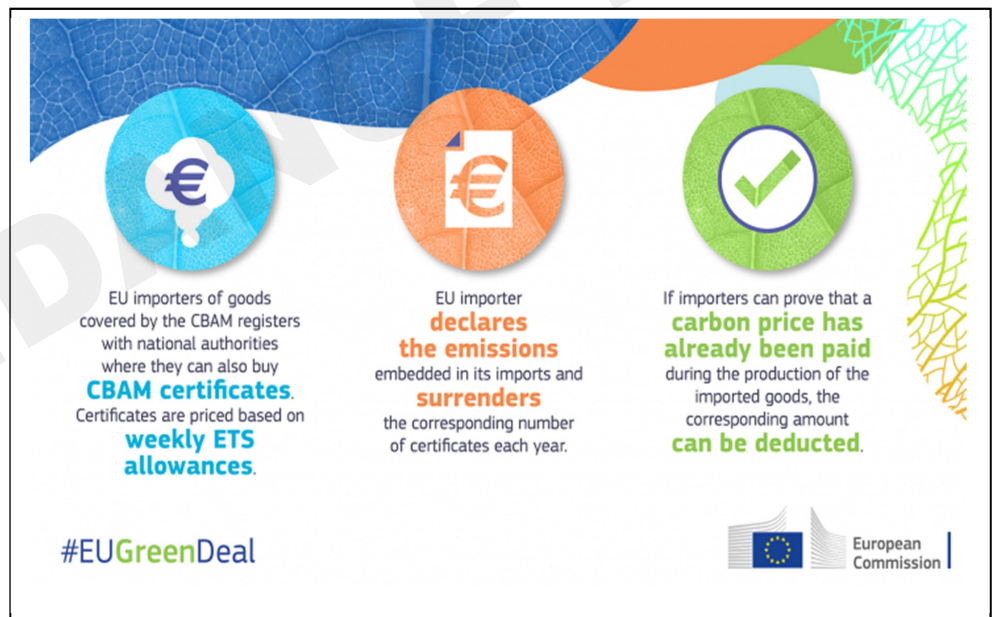 EU importers of goods
covered by the CBAM registers
with national authorities
where they can also buy
CBAM certificates.
Certificates are priced based on
weekly ETS
allowances.
EU importer
declares
the emissions
embedded in its imports and
surrenders
the corresponding number
of certificates each year.
If importers can prove that a
carbon price has
already been paid
during the production of the
imported goods, the
corresponding amount
can be deducted.
#EUGreenDeal
European
Commission